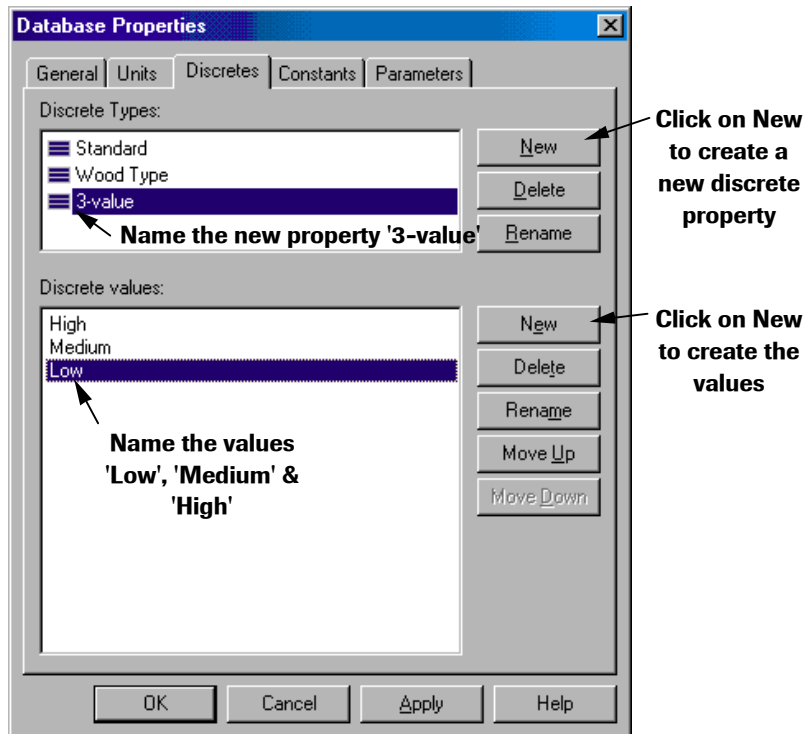 Database Properties
General Units Discretes Constants Parameters
Discrete Types:
Standard
Wood Type
3-value
Name the new property '3-value'
New
Delete
Rename
Click on New
to create a
new discrete
property
Discrete values:
High
Medium
Low
Name the values
'Low', 'Medium' &
'High'
New
Delete
Rename
Move Up
Move Down
Click on New
to create the
values
OK Cancel Apply Help